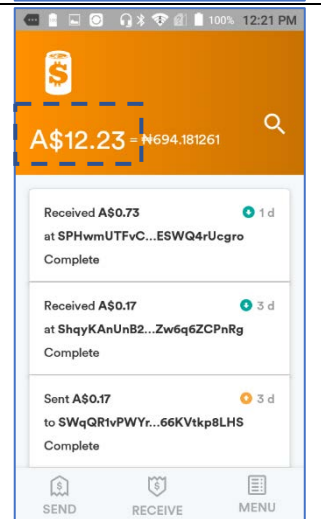 100% 12:21 PM
$
A$12.23 = ₦694.181261
Received A$0.73 1 d
at SPHwmUTFvC...ESWQ4rUcgro
Complete
Received A$0.17 3 d
at ShqyKAnUnB2...Zw6q6ZCPnRg
Complete
Sent A$0.17 3 d
to SWqQR1vPWYr...66KVtkp8LHS
Complete
$ $
SEND RECEIVE MENU